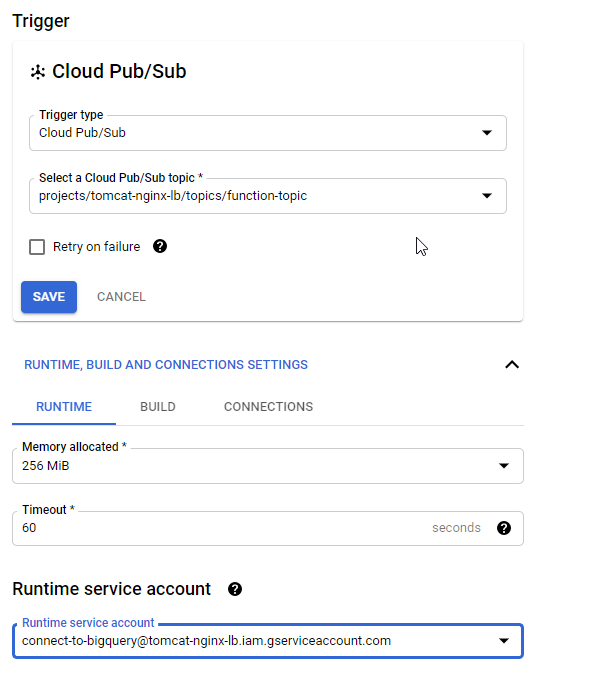 Trigger
Cloud Pub/Sub
Trigger type
Cloud Pub/Sub
Select a Cloud Pub/Sub topic *
projects/tomcat-nginx-lb/topics/function-topic
Retry on failure ?
SAVE CANCEL
RUNTIME, BUILD AND CONNECTIONS SETTINGS
RUNTIME BUILD CONNECTIONS
Memory allocated *
256 MiB
Timeout *
60 seconds ?
Runtime service account ?
Runtime service account
connect-to-bigquery@tomcat-nginx-lb.iam.gserviceaccount.com